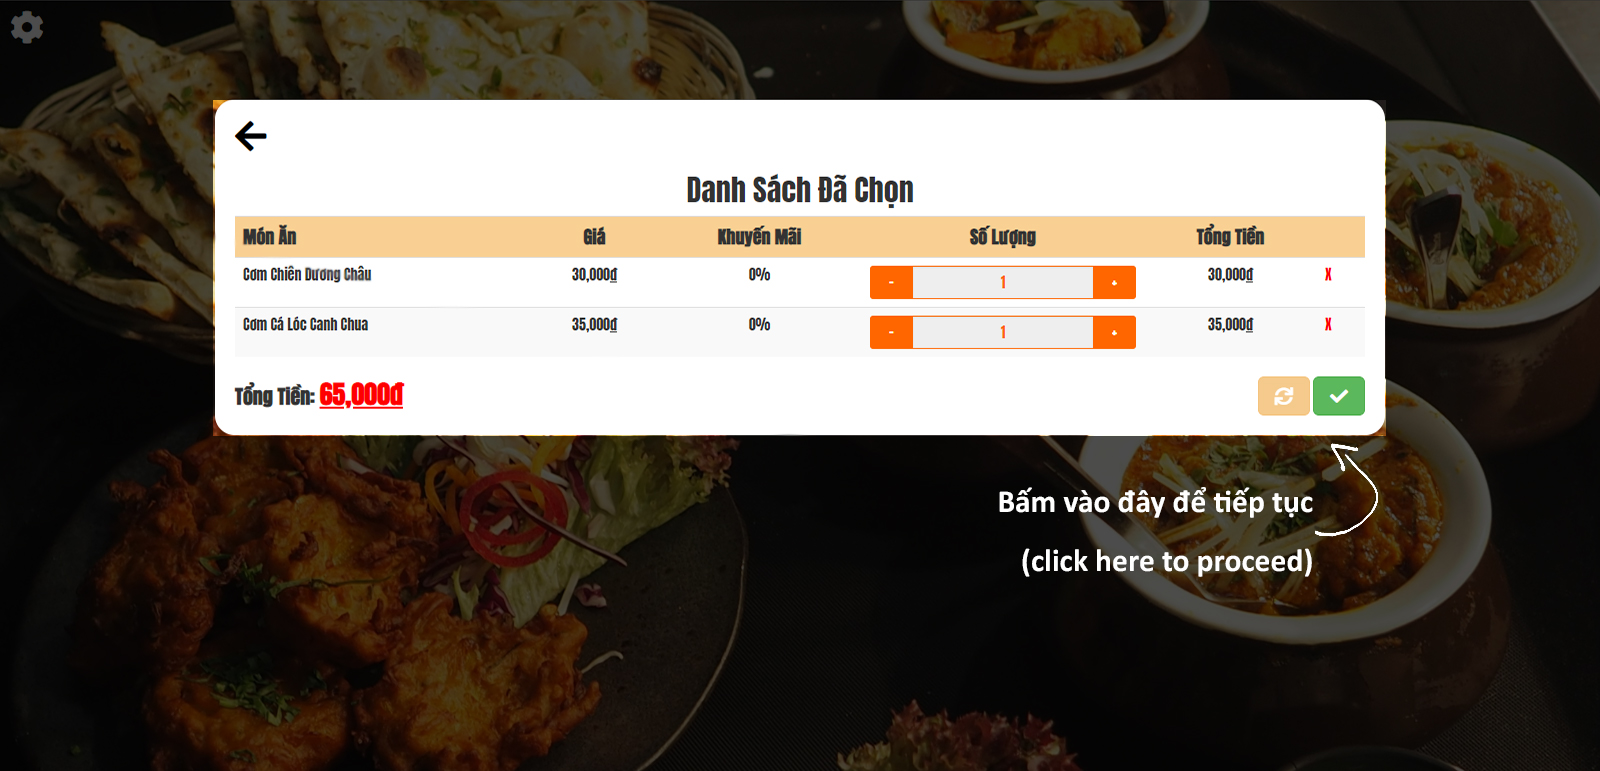 Danh Sách Đã Chọn
Món Ăn Giá Khuyến Mãi Số Lượng Tổng Tiền
Cơm Chiên Dương Châu 30,000₫ 0% - 1 + 30,000₫ X
Cơm Cá Lóc Canh Chua 35,000₫ 0% - 1 + 35,000₫ X
Tổng Tiền: 65,000₫
Bấm vào đây để tiếp tục
(click here to proceed)